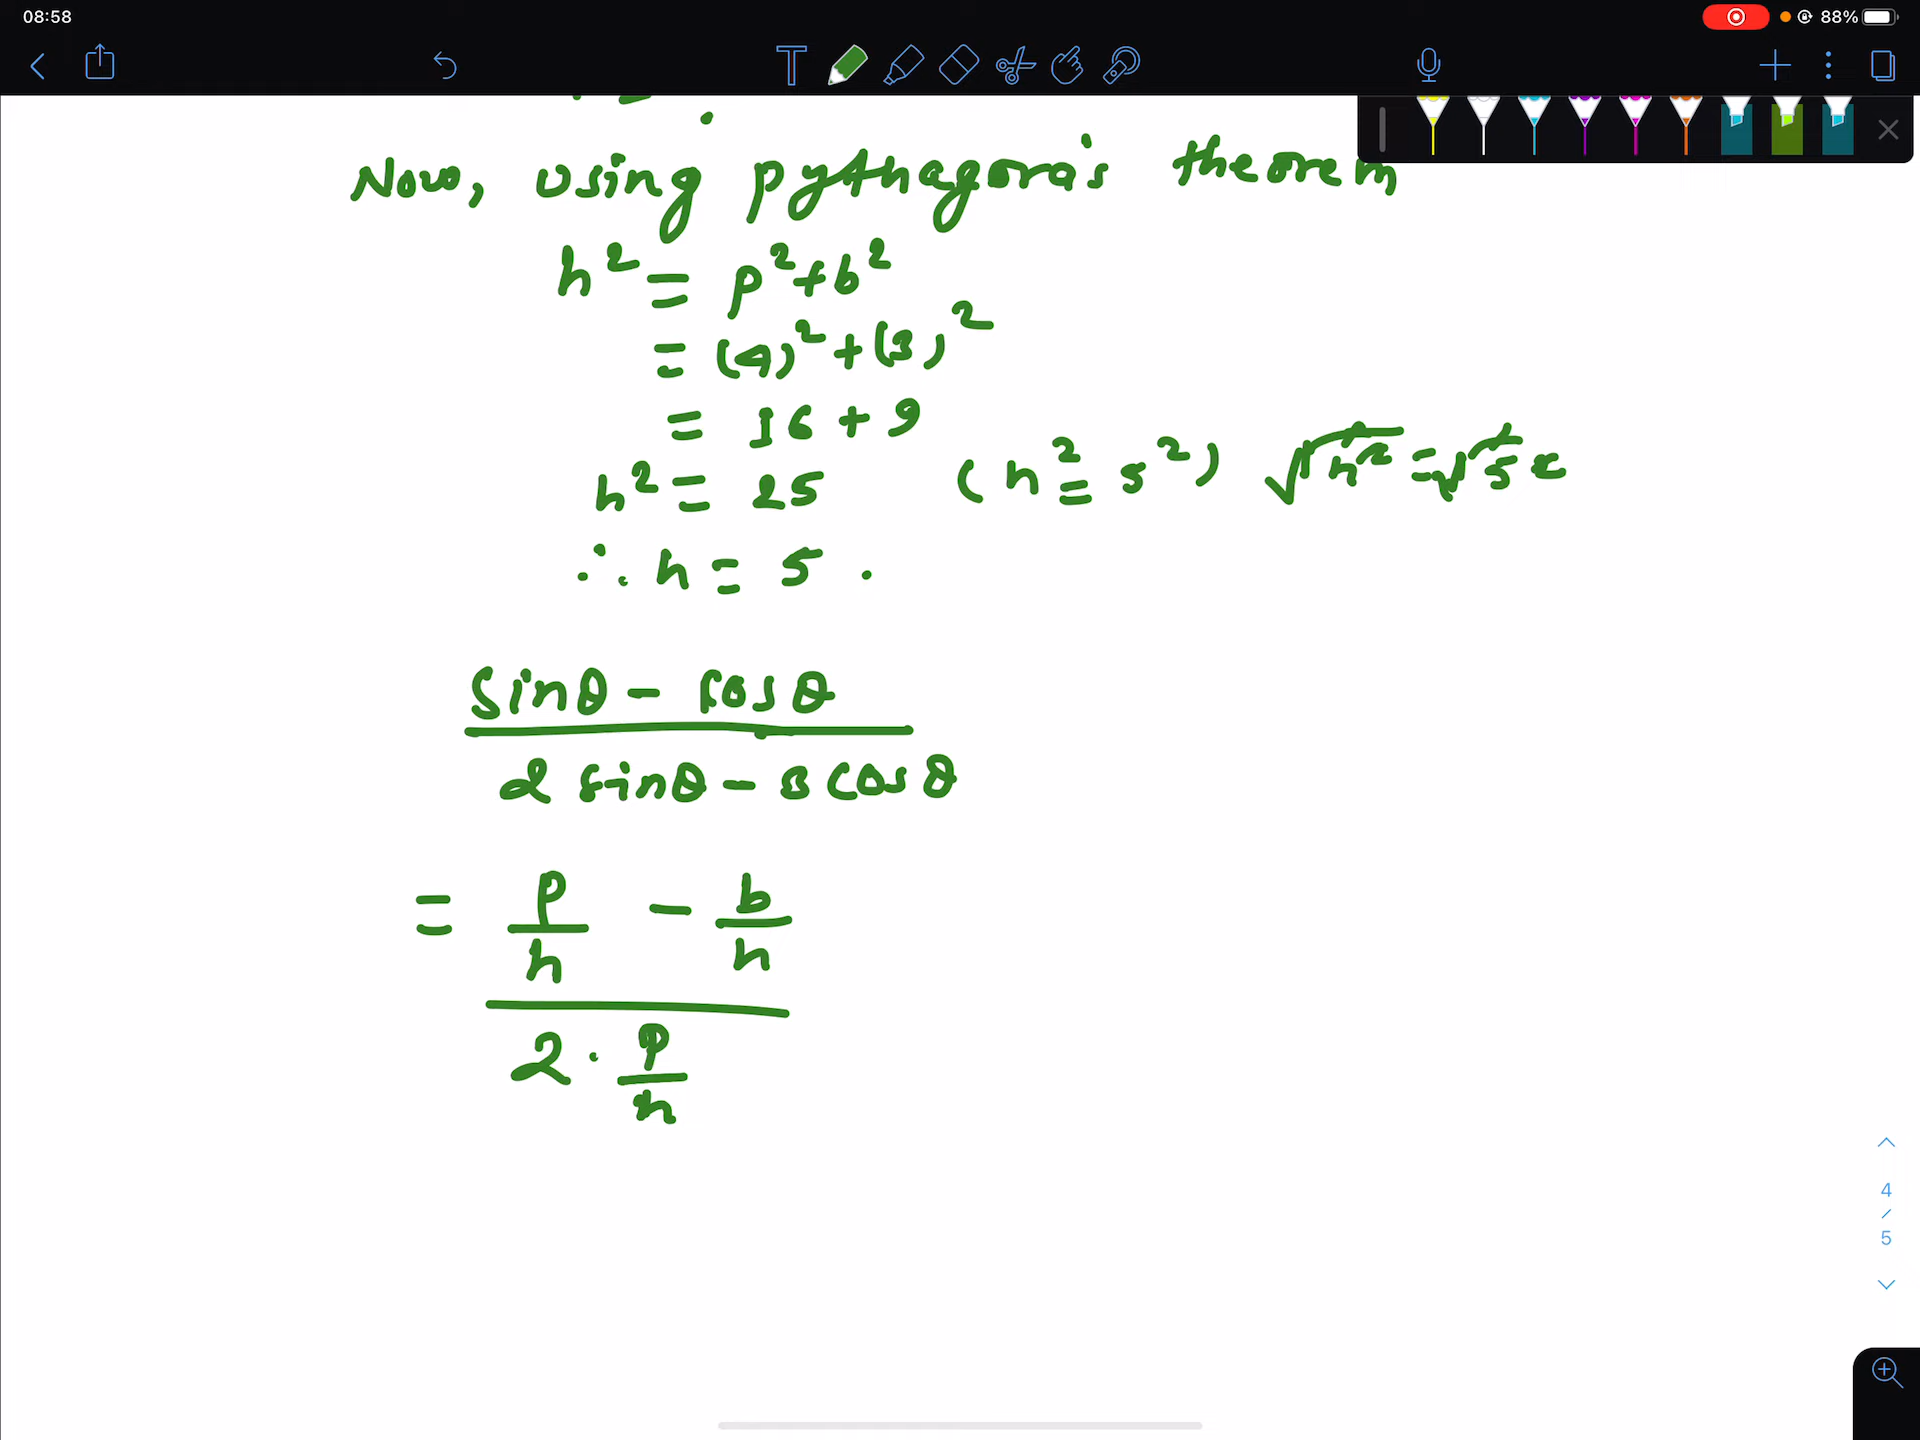 08:58
88%
T
Now, using pythagora's theorem
h² = p²+b²
= (4)²+(3)²
= 16 + 9
h² = 25 (h² = 5²) √h² = √5²
∴ h = 5 .
sinθ - cosθ
2 sinθ - 3 cosθ
= p/h - b/h
2 · p/h
4
/
5